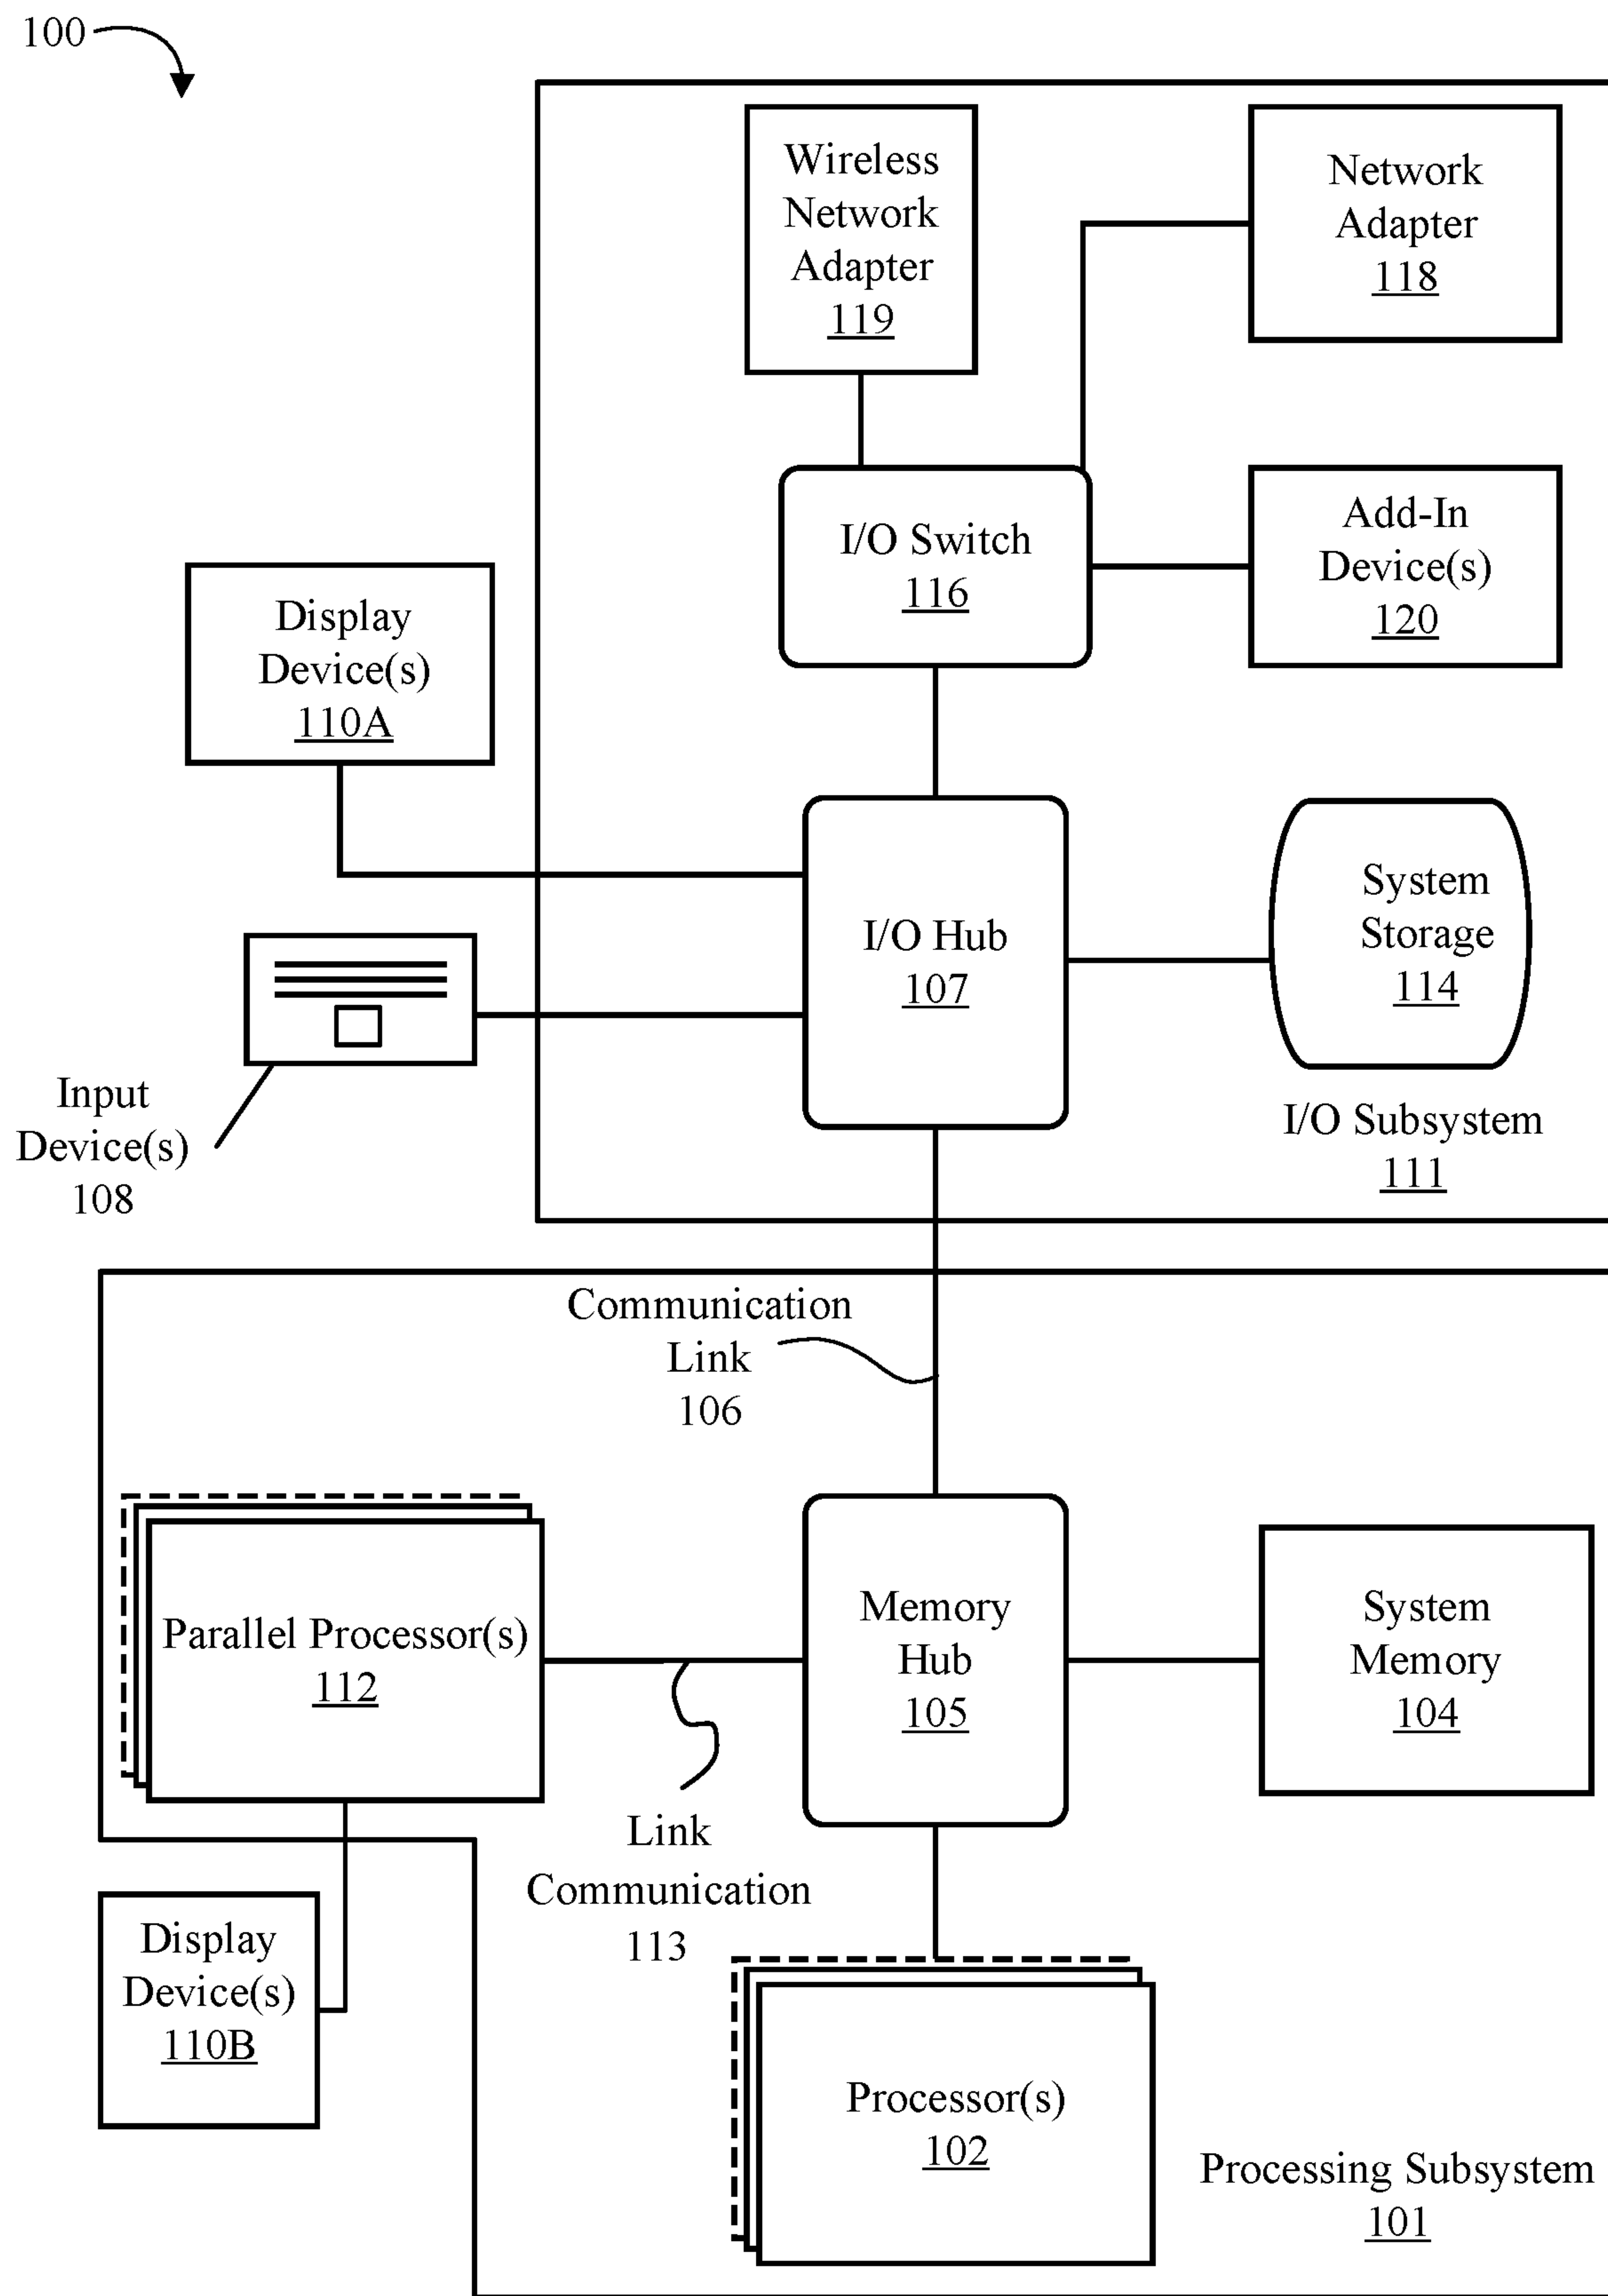 100
Wireless
Network
Adapter
119
Network
Adapter
118
I/O Switch
116
Add-In
Device(s)
120
Display
Device(s)
110A
I/O Hub
107
System
Storage
114
Input
Device(s)
108
I/O Subsystem
111
Communication
Link
106
Parallel Processor(s)
112
Memory
Hub
105
System
Memory
104
Link
Communication
113
Display
Device(s)
110B
Processor(s)
102
Processing Subsystem
101